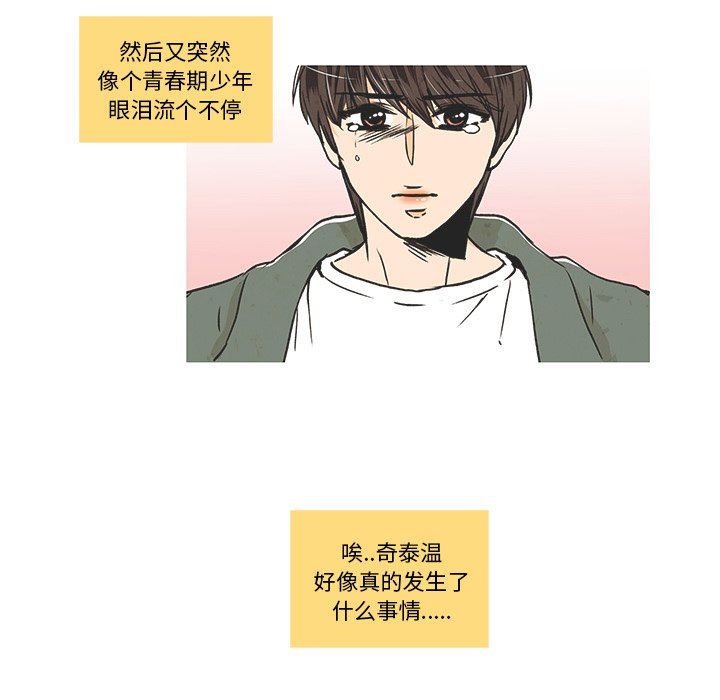 然后又突然
像个青春期少年
眼泪流个不停
唉..奇泰温
好像真的发生了
什么事情.....